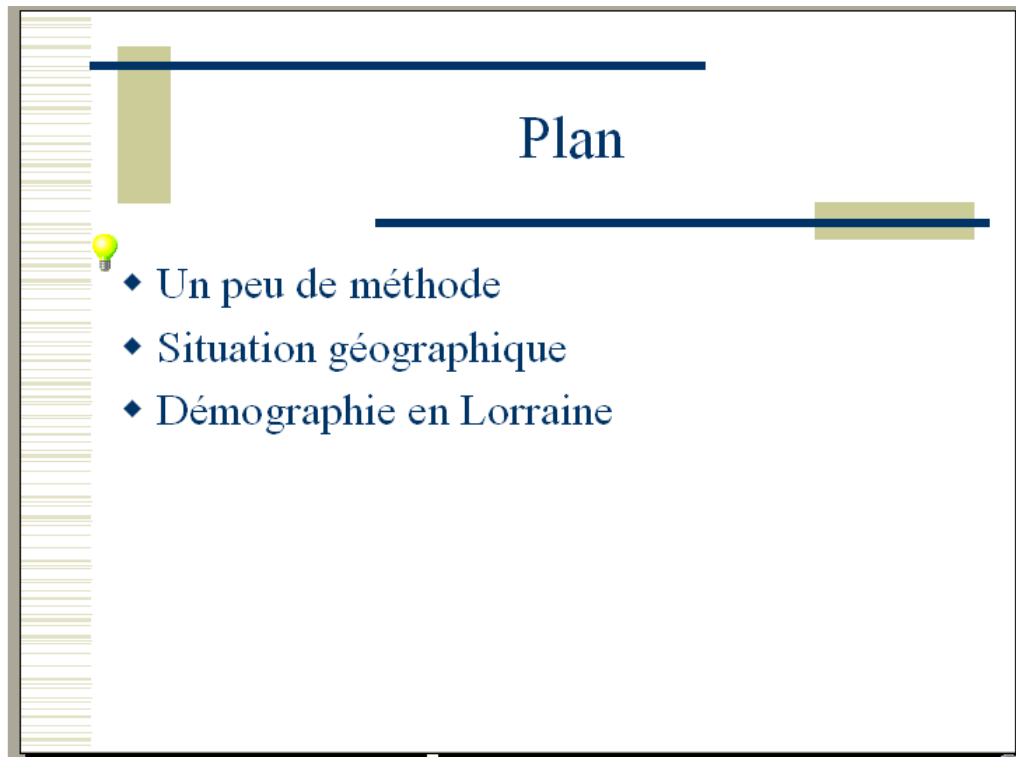 Plan
Un peu de méthode
Situation géographique
Démographie en Lorraine